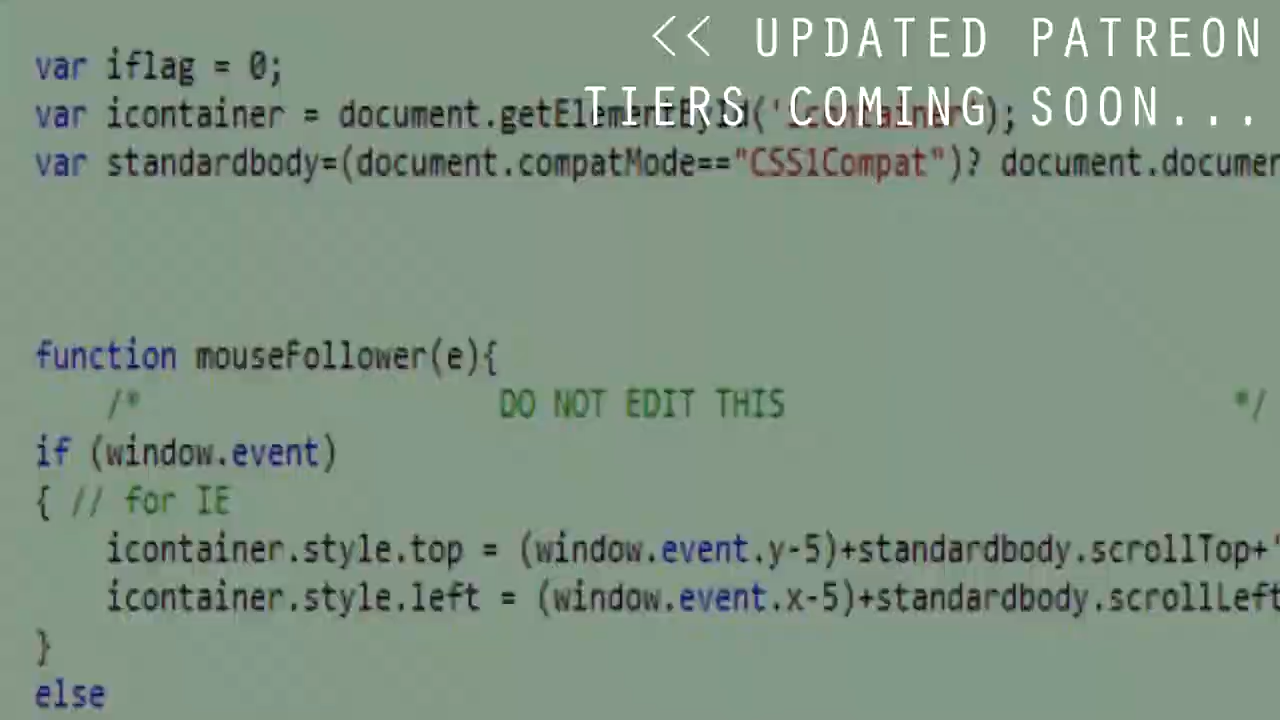 << UPDATED PATREON
TIERS COMING SOON...
var iflag = 0;
var icontainer = document.getElementById('icontainer');
var standardbody=(document.compatMode=="CSS1Compat")? document.documen
function mouseFollower(e){
/* DO NOT EDIT THIS */
if (window.event)
{ // for IE
icontainer.style.top = (window.event.y-5)+standardbody.scrollTop+'
icontainer.style.left = (window.event.x-5)+standardbody.scrollLeft
}
else